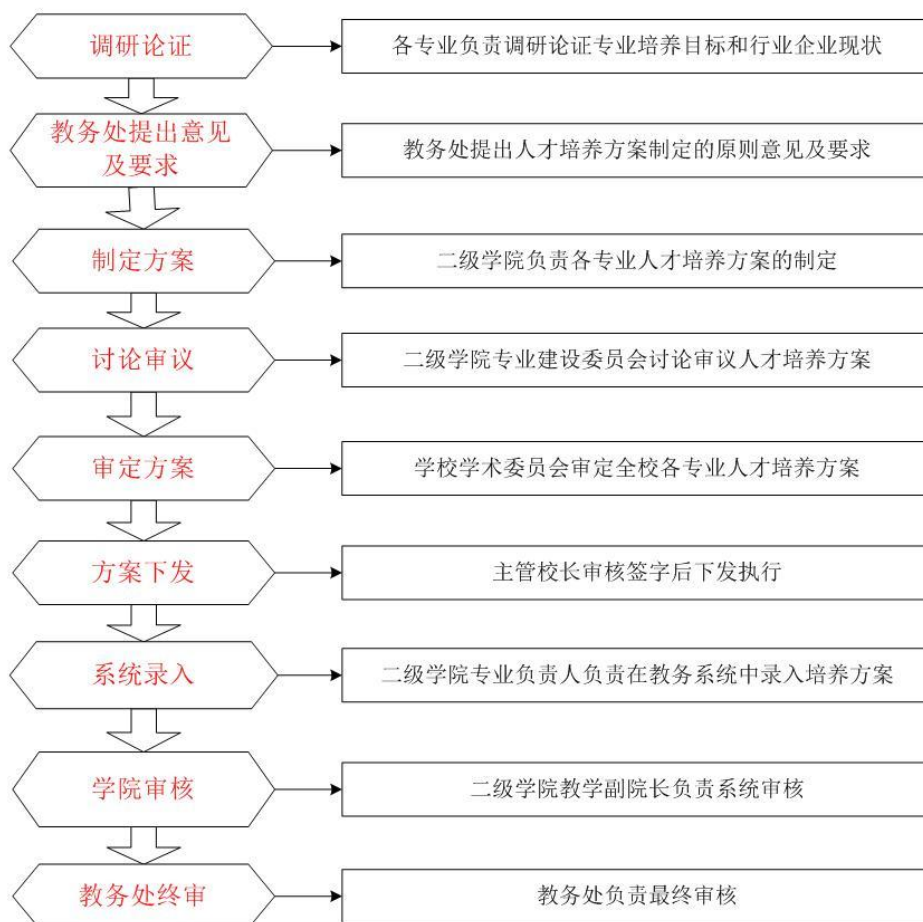 调研论证
各专业负责调研论证专业培养目标和行业企业现状
教务处提出意见
及要求
教务处提出人才培养方案制定的原则意见及要求
制定方案
二级学院负责各专业人才培养方案的制定
讨论审议
二级学院专业建设委员会讨论审议人才培养方案
审定方案
学校学术委员会审定全校各专业人才培养方案
方案下发
主管校长审核签字后下发执行
系统录入
二级学院专业负责人负责在教务系统中录入培养方案
学院审核
二级学院教学副院长负责系统审核
教务处终审
教务处负责最终审核